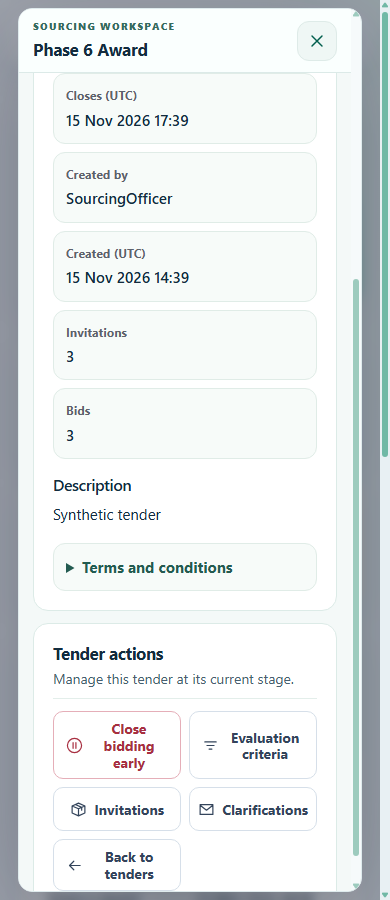 SOURCING WORKSPACE
Phase 6 Award
Closes (UTC)
15 Nov 2026 17:39
Created by
SourcingOfficer
Created (UTC)
15 Nov 2026 14:39
Invitations
3
Bids
3
Description
Synthetic tender
Terms and conditions
Tender actions
Manage this tender at its current stage.
Close
bidding
early
Evaluation
criteria
Invitations
Clarifications
Back to
tenders